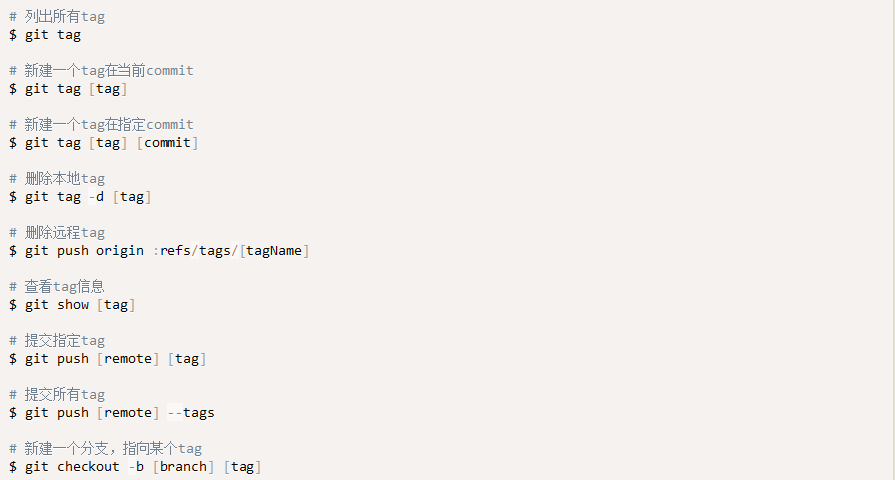 # 列出所有tag
$ git tag
# 新建一个tag在当前commit
$ git tag [tag]
# 新建一个tag在指定commit
$ git tag [tag] [commit]
# 删除本地tag
$ git tag -d [tag]
# 删除远程tag
$ git push origin :refs/tags/[tagName]
# 查看tag信息
$ git show [tag]
# 提交指定tag
$ git push [remote] [tag]
# 提交所有tag
$ git push [remote] --tags
# 新建一个分支，指向某个tag
$ git checkout -b [branch] [tag]